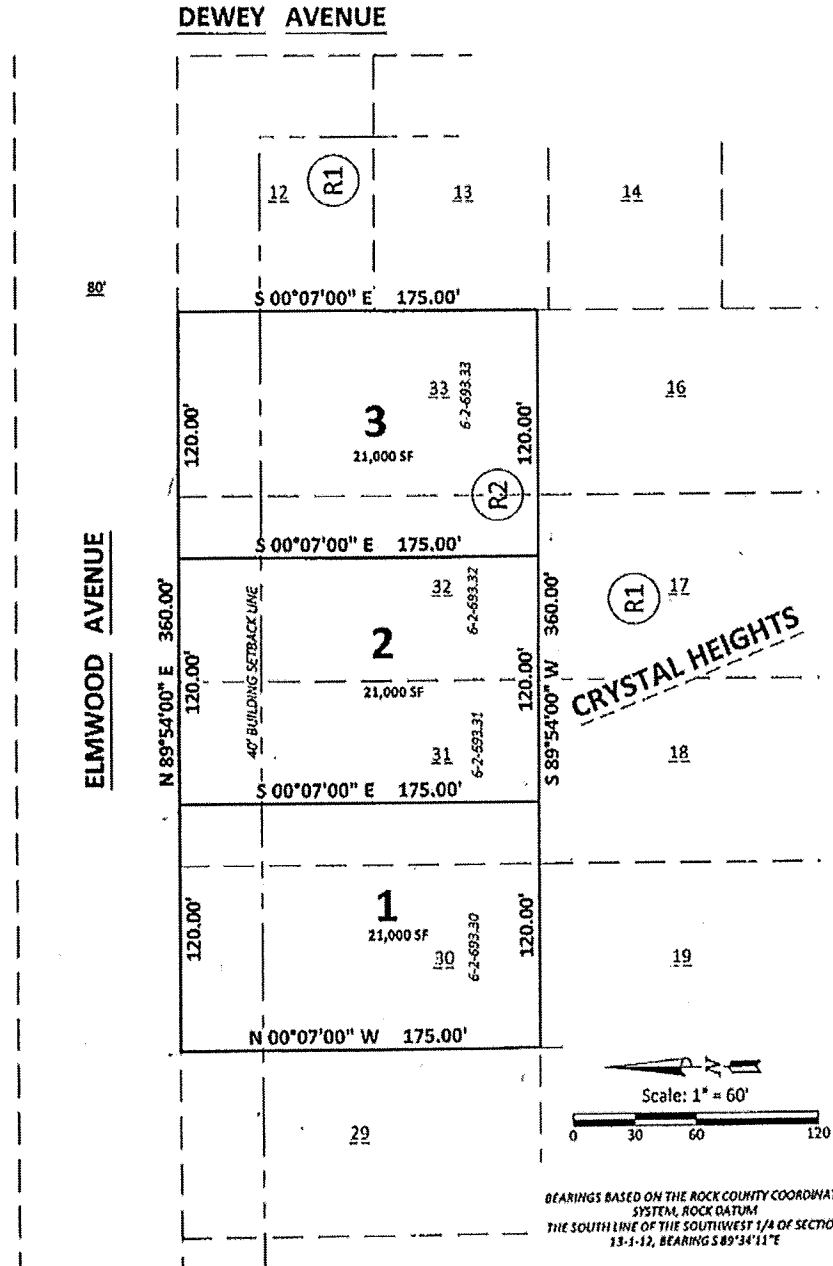 DEWEY AVENUE
12
R1
13
14
80'
S 00°07'00" E 175.00'
120.00'
33
6-2-693.33
120.00'
16
3
21,000 SF
R2
S 00°07'00" E 175.00'
ELMWOOD AVENUE
N 89°54'00" E 360.00'
120.00'
40' BUILDING SETBACK LINE
32
6-2-693.32
2
21,000 SF
120.00'
S 89°54'00" W 360.00'
R1
17
CRYSTAL HEIGHTS
31
6-2-693.31
18
S 00°07'00" E 175.00'
120.00'
1
21,000 SF
30
6-2-693.30
120.00'
19
N 00°07'00" W 175.00'
N
Scale: 1" = 60'
0 30 60 120
29
BEARINGS BASED ON THE ROCK COUNTY COORDINAT
SYSTEM, ROCK DATUM
THE SOUTH LINE OF THE SOUTHWEST 1/4 OF SECTIO
13-1-12, BEARING S 89°34'11"E